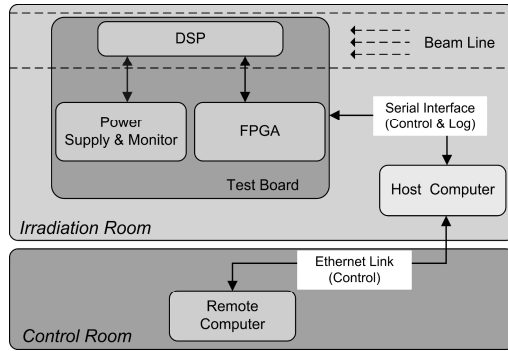 DSP
Beam Line
Power
Supply & Monitor
FPGA
Serial Interface
(Control & Log)
Test Board
Host Computer
Irradiation Room
Ethernet Link
(Control)
Remote
Computer
Control Room